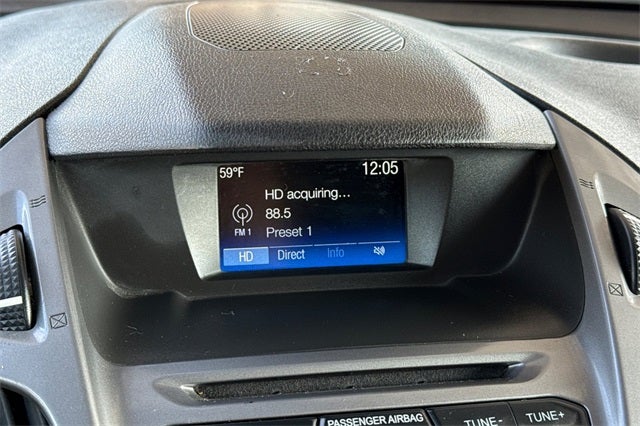 59°F 12:05
HD acquiring...
88.5
FM 1 Preset 1
HD Direct Info
PASSENGER AIRBAG TUNE- TUNE+